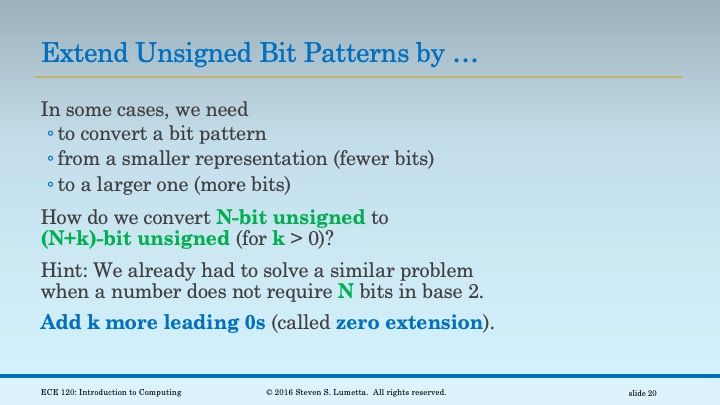 Extend Unsigned Bit Patterns by …
In some cases, we need
◦ to convert a bit pattern
◦ from a smaller representation (fewer bits)
◦ to a larger one (more bits)
How do we convert N-bit unsigned to
(N+k)-bit unsigned (for k > 0)?
Hint: We already had to solve a similar problem
when a number does not require N bits in base 2.
Add k more leading 0s (called zero extension).
ECE 120: Introduction to Computing
© 2016 Steven S. Lumetta. All rights reserved.
slide 20